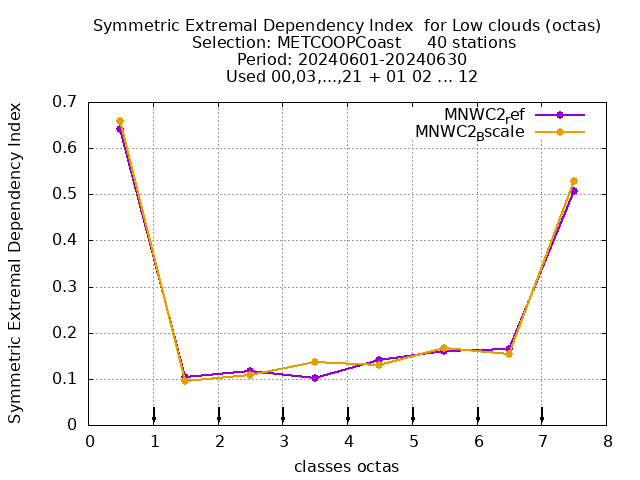 Symmetric Extremal Dependency Index  for Low clouds (octas)
Selection: METCOOPCoast     40 stations
Period: 20240601-20240630
Used 00,03,...,21 + 01 02 ... 12
MNWC2ref
MNWC2Bscale
Symmetric Extremal Dependency Index
0.7
0.6
0.5
0.4
0.3
0.2
0.1
0
0 1 2 3 4 5 6 7 8
classes octas